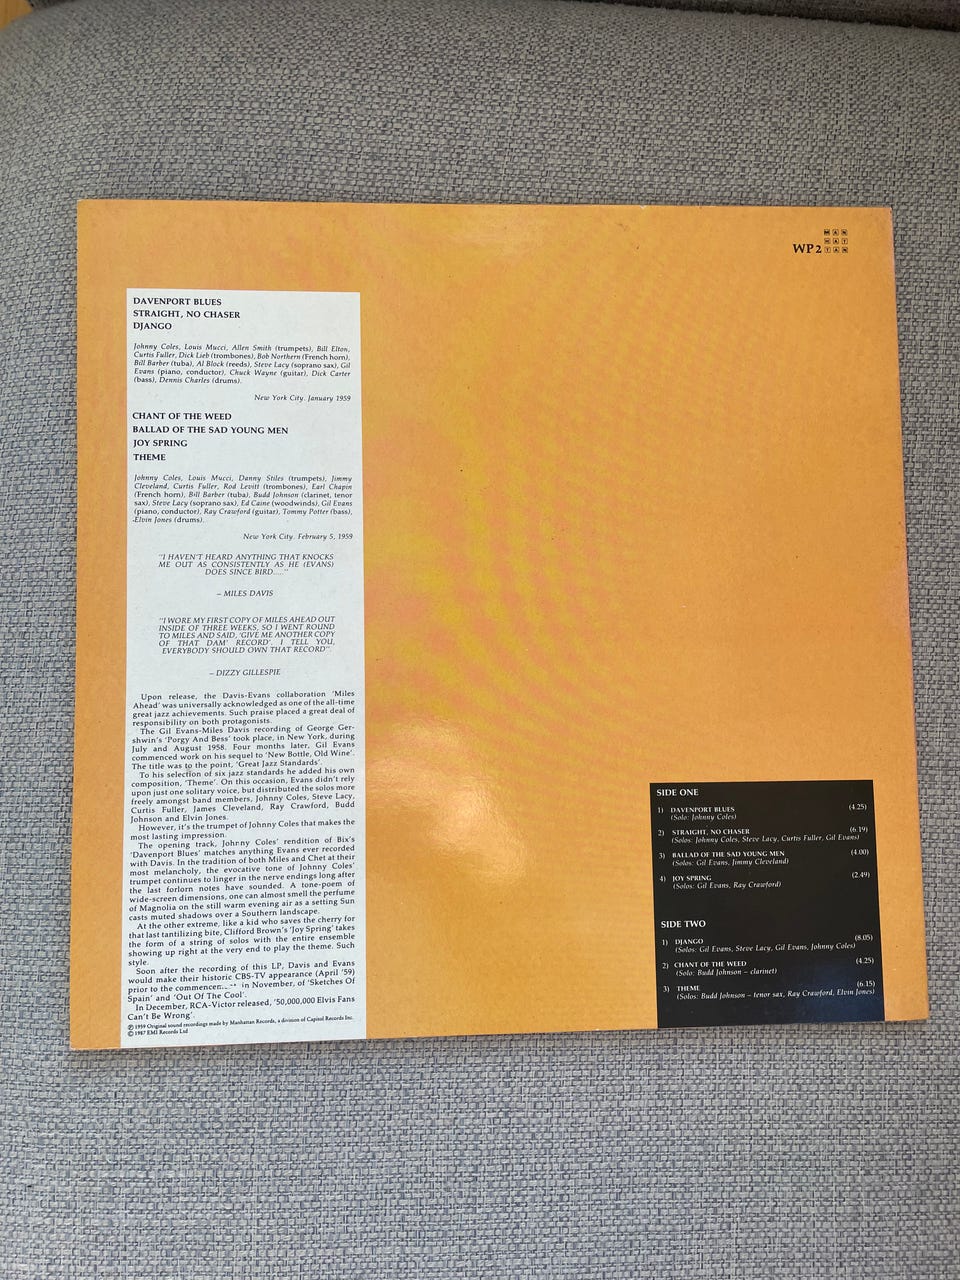 WP2
MAN
HAT
TAN
DAVENPORT BLUES
STRAIGHT, NO CHASER
DJANGO
Johnny Coles, Louis Mucci, Allen Smith (trumpets), Bill Elton,
Curtis Fuller, Dick Lieb (trombones), Bob Northern (French horn),
Bill Barber (tuba), Al Block (reeds), Steve Lacy (soprano sax), Gil
Evans (piano, conductor), Chuck Wayne (guitar), Dick Carter
(bass), Dennis Charles (drums).
New York City. January 1959
CHANT OF THE WEED
BALLAD OF THE SAD YOUNG MEN
JOY SPRING
THEME
Johnny Coles, Louis Mucci, Danny Stiles (trumpets), Jimmy
Cleveland, Curtis Fuller, Rod Levitt (trombones), Earl Chapin
(French horn), Bill Barber (tuba), Budd Johnson (clarinet, tenor
sax), Steve Lacy (soprano sax), Ed Caine (woodwinds), Gil Evans
(piano, conductor), Ray Crawford (guitar), Tommy Potter (bass),
Elvin Jones (drums).
New York City. February 5, 1959
"I HAVEN'T HEARD ANYTHING THAT KNOCKS
ME OUT AS CONSISTENTLY AS HE (EVANS)
DOES SINCE BIRD....."
– MILES DAVIS
"I WORE MY FIRST COPY OF MILES AHEAD OUT
INSIDE OF THREE WEEKS, SO I WENT ROUND
TO MILES AND SAID, 'GIVE ME ANOTHER COPY
OF THAT DAM' RECORD'. I TELL YOU,
EVERYBODY SHOULD OWN THAT RECORD".
– DIZZY GILLESPIE
Upon release, the Davis-Evans collaboration 'Miles
Ahead' was universally acknowledged as one of the all-time
great jazz achievements. Such praise placed a great deal of
responsibility on both protagonists.
The Gil Evans-Miles Davis recording of George Ger-
shwin's 'Porgy And Bess' took place, in New York, during
July and August 1958. Four months later, Gil Evans
commenced work on his sequel to 'New Bottle, Old Wine'.
The title was to the point, 'Great Jazz Standards'.
To his selection of six jazz standards he added his own
composition, 'Theme'. On this occasion, Evans didn't rely
upon just one solitary voice, but distributed the solos more
freely amongst band members, Johnny Coles, Steve Lacy,
Curtis Fuller, James Cleveland, Ray Crawford, Budd
Johnson and Elvin Jones.
However, it's the trumpet of Johnny Coles that makes the
most lasting impression.
The opening track, Johnny Coles' rendition of Bix's
'Davenport Blues' matches anything Evans ever recorded
with Davis. In the tradition of both Miles and Chet at their
most melancholy, the evocative tone of Johnny Coles'
trumpet continues to linger in the nerve endings long after
the last forlorn notes have sounded. A tone-poem of
wide-screen dimensions, one can almost smell the perfume
of Magnolia on the still warm evening air as a setting Sun
casts muted shadows over a Southern landscape.
At the other extreme, like a kid who saves the cherry for
that last tantilizing bite, Clifford Brown's 'Joy Spring' takes
the form of a string of solos with the entire ensemble
showing up right at the very end to play the theme. Such
style.
Soon after the recording of this LP, Davis and Evans
would make their historic CBS-TV appearance (April '59)
prior to the in November, of 'Sketches Of
Spain' and 'Out Of The Cool'.
In December, RCA-Victor released, '50,000,000 Elvis Fans
Can't Be Wrong'.
Ⓟ 1959 Original sound recordings made by Manhattan Records, a division of Capitol Records Inc.
© 1987 EMI Records Ltd
SIDE ONE
1) DAVENPORT BLUES (4.25)
(Solo: Johnny Coles)
2) STRAIGHT, NO CHASER (6.19)
(Solos: Johnny Coles, Steve Lacy, Curtis Fuller, Gil Evans)
3) BALLAD OF THE SAD YOUNG MEN (4.00)
(Solos: Gil Evans, Jimmy Cleveland)
4) JOY SPRING (2.49)
(Solos: Gil Evans, Ray Crawford)
SIDE TWO
1) DJANGO (8.05)
(Solos: Gil Evans, Steve Lacy, Gil Evans, Johnny Coles)
2) CHANT OF THE WEED (4.25)
(Solo: Budd Johnson – clarinet)
3) THEME (6.15)
(Solos: Budd Johnson – tenor sax, Ray Crawford, Elvin Jones)